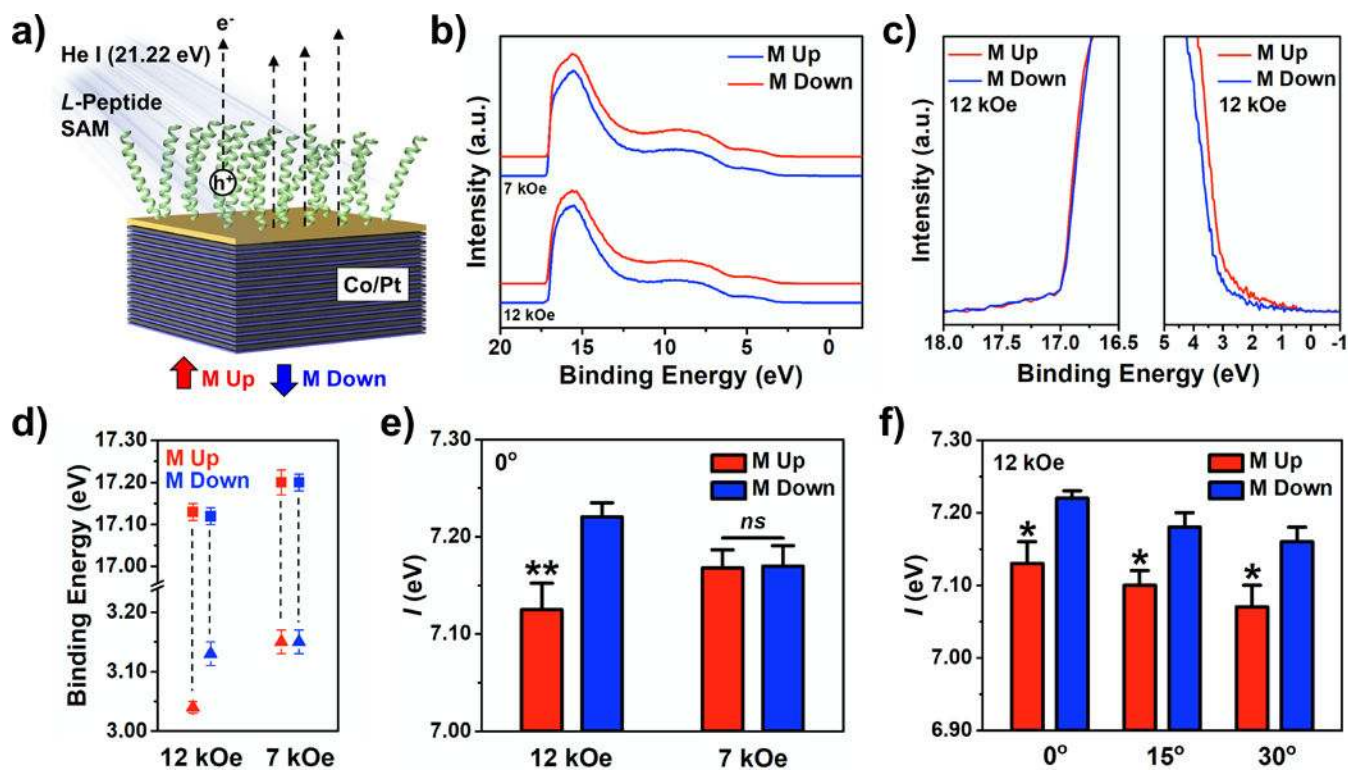 a)
e-
He I (21.22 eV)
L-Peptide
SAM
h+
Co/Pt
M Up
M Down
b)
Intensity (a.u.)
M Up
M Down
7 kOe
12 kOe
20 15 10 5 0
Binding Energy (eV)
c)
Intensity (a.u.)
M Up
M Down
12 kOe
M Up
M Down
12 kOe
18.0 17.5 17.0 16.5
5 4 3 2 1 0 -1
Binding Energy (eV)
d)
Binding Energy (eV)
17.30
17.20
17.10
17.00
3.20
3.10
3.00
M Up
M Down
12 kOe 7 kOe
e)
I (eV)
7.30
7.20
7.10
7.00
0°
M Up
M Down
**
ns
12 kOe 7 kOe
f)
I (eV)
7.30
7.20
7.10
7.00
6.90
12 kOe
M Up
M Down
*
*
*
0° 15° 30°